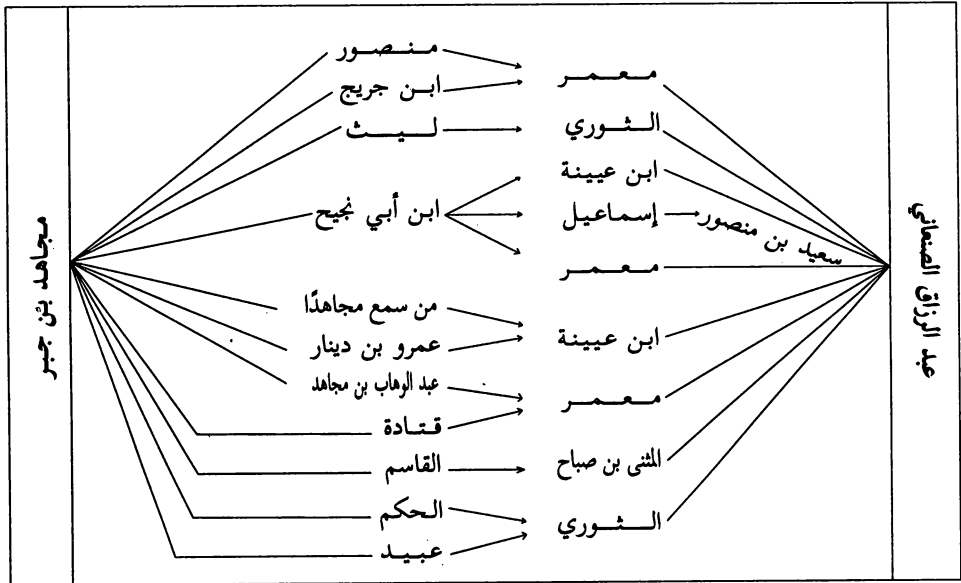 عبد الرزاق الصنعاني
معمر
الثوري
ابن عيينة
إسماعيل
سعيد بن منصور
معمر
ابن عيينة
معمر
المثنى بن صباح
الثوري
منصور
ابن جريج
ليث
ابن أبي نجيح
من سمع مجاهدًا
عمرو بن دينار
عبد الوهاب بن مجاهد
قتادة
القاسم
الحكم
عبيد
مجاهد بن جبر